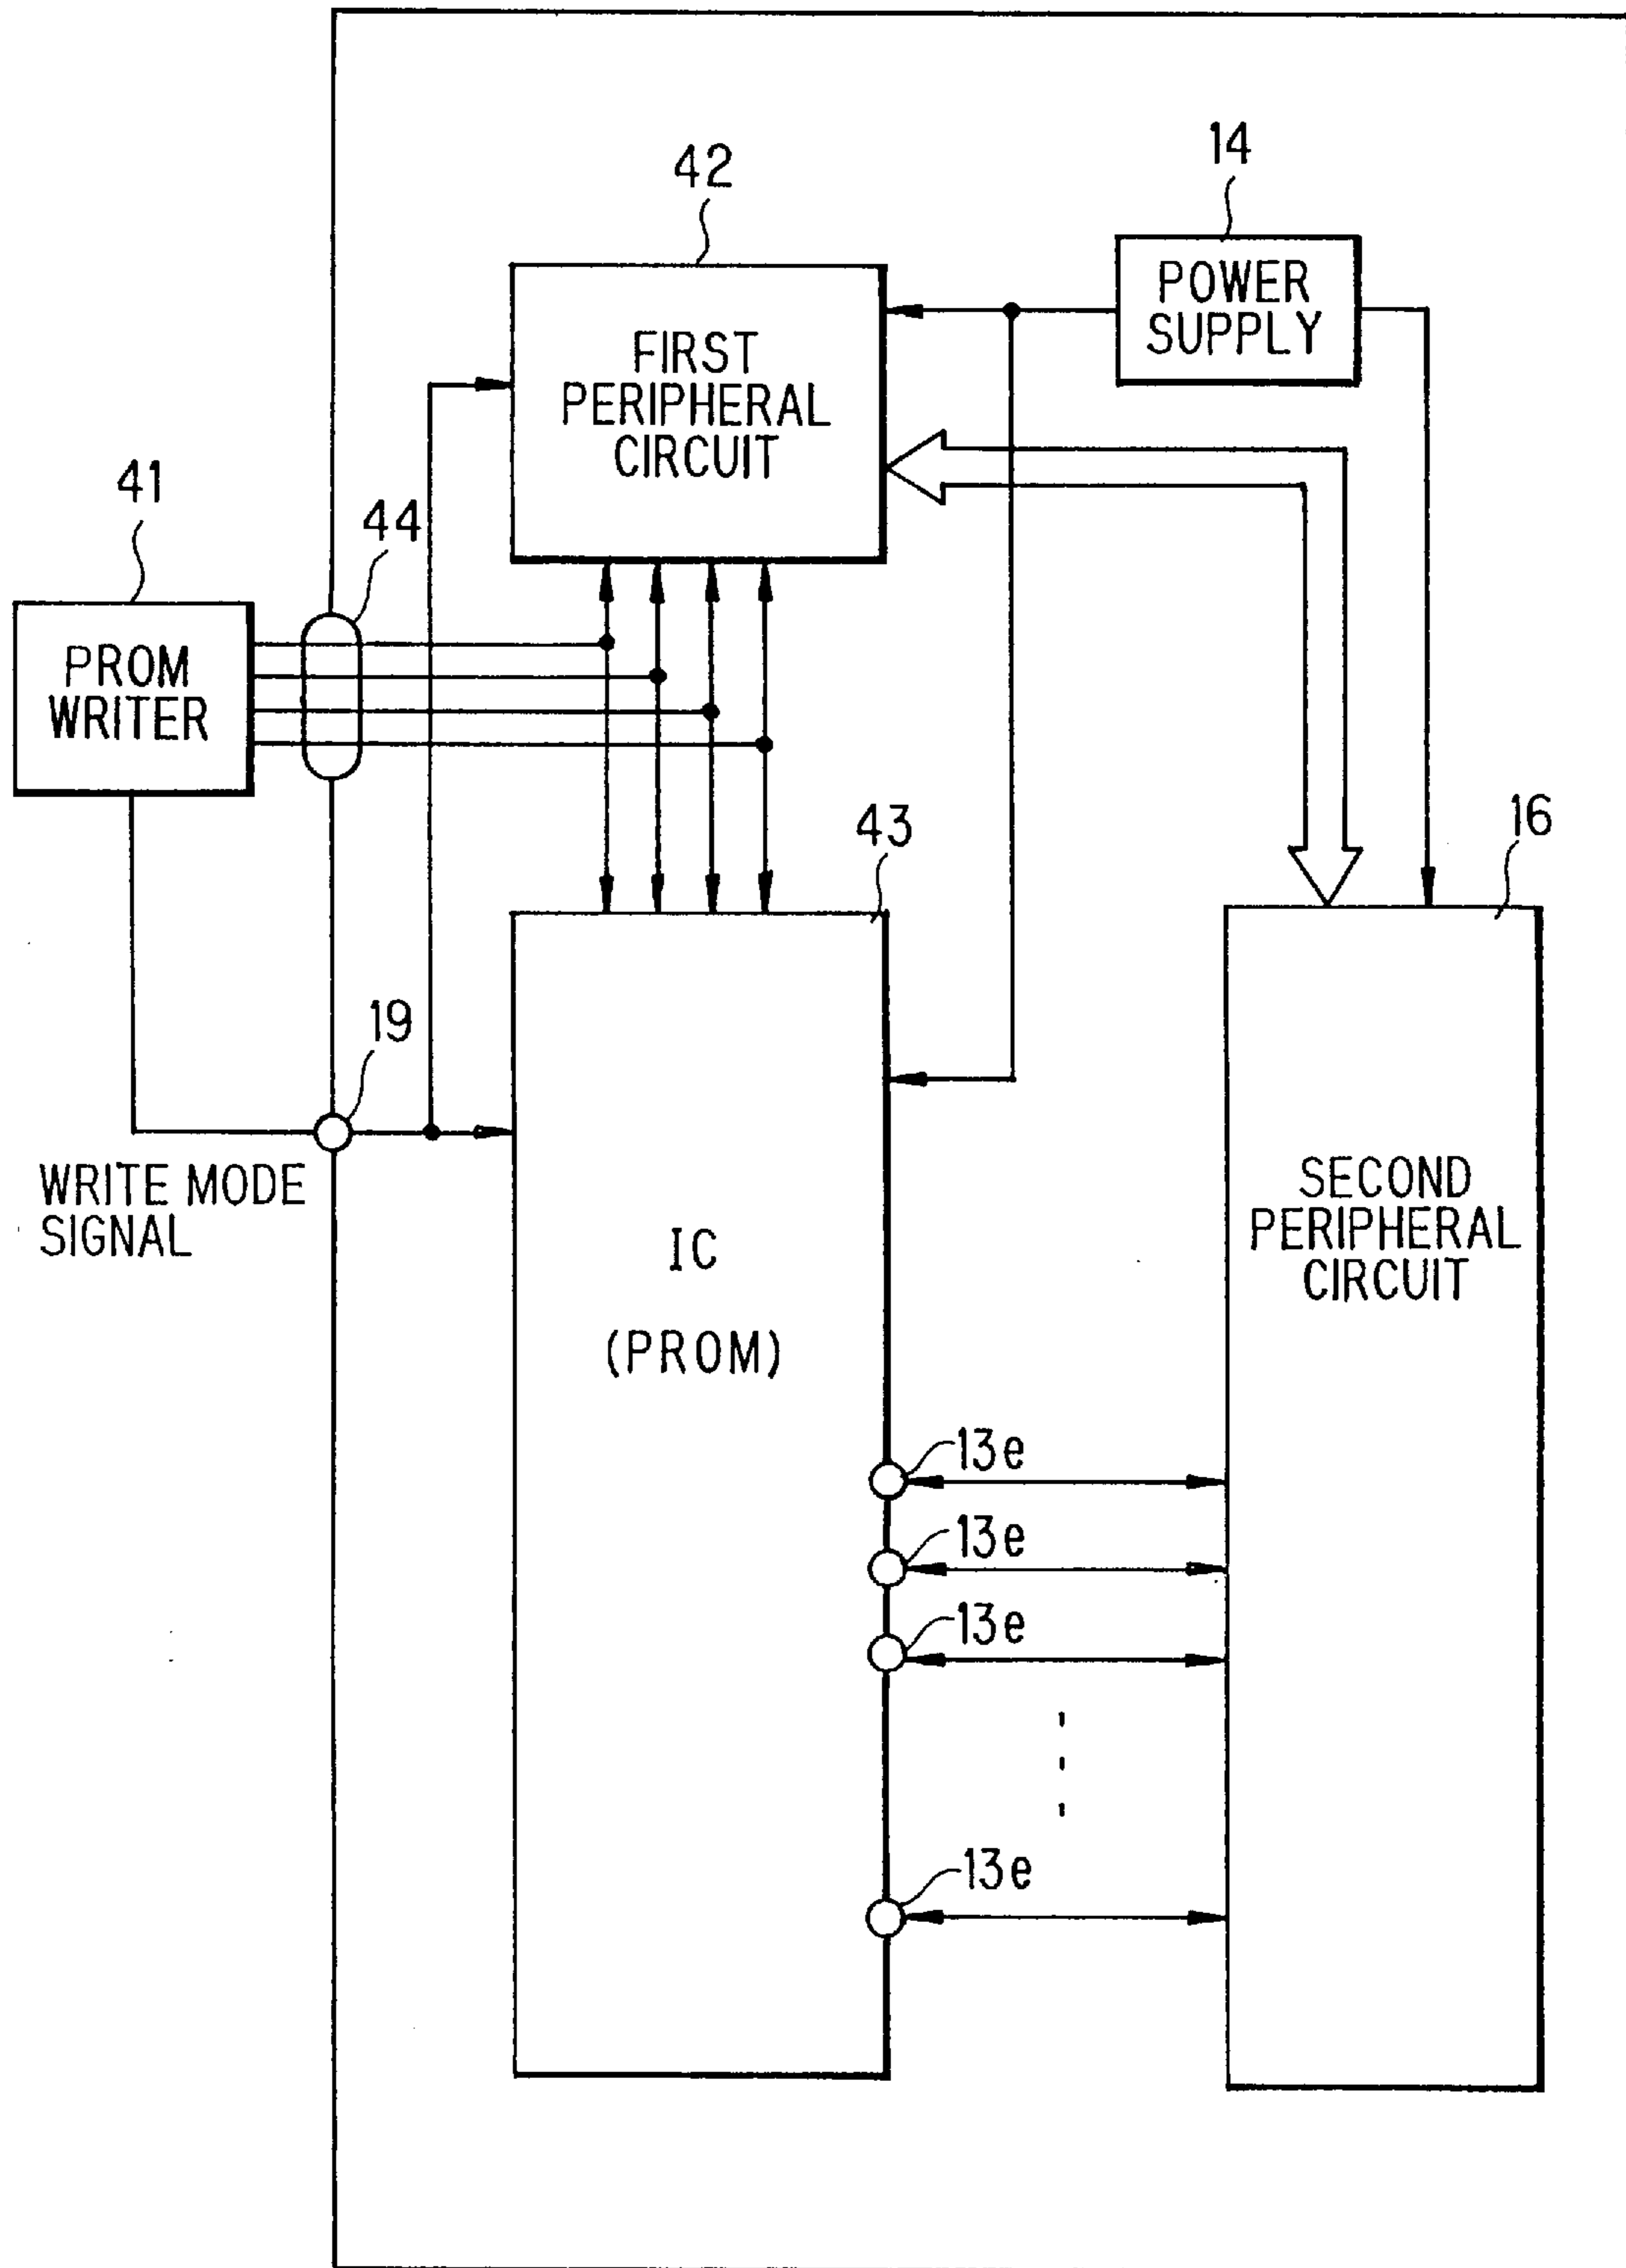 14
42
POWER
SUPPLY
FIRST
PERIPHERAL
CIRCUIT
41
44
PROM
WRITER
43
16
19
WRITE MODE
SIGNAL
SECOND
PERIPHERAL
CIRCUIT
IC
(PROM)
13e
13e
13e
13e